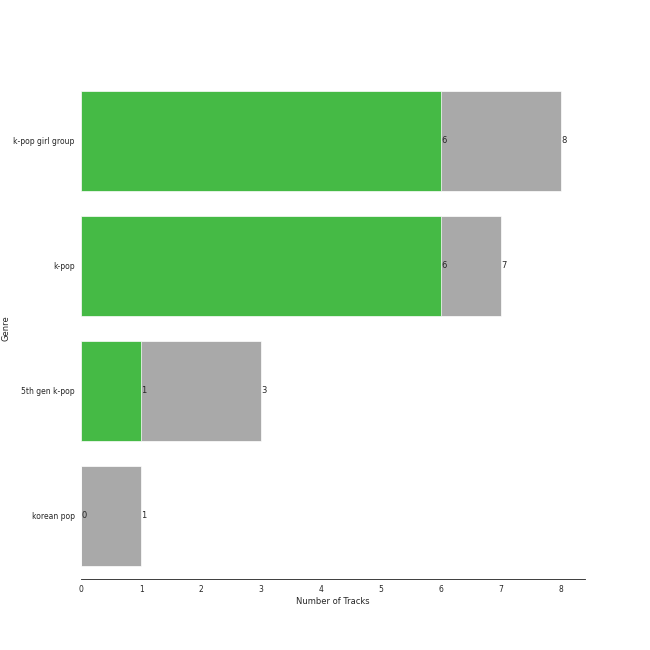 k-pop girl group
6
8
k-pop
6
7
5th gen k-pop
1
3
korean pop
0
1
Genre
0 1 2 3 4 5 6 7 8
Number of Tracks